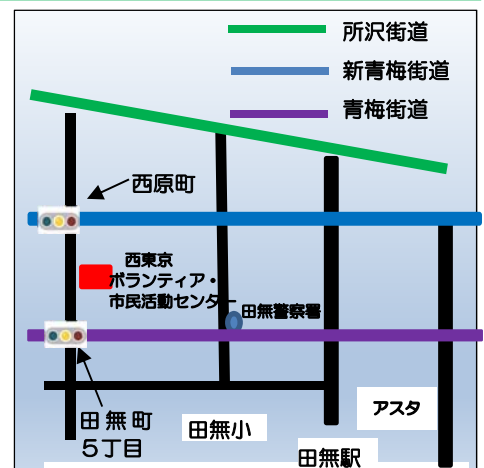 所沢街道
新青梅街道
青梅街道
西原町
西東京
ボランティア・
市民活動センター
田無警察署
田無町
5丁目
田無小
アスタ
田無駅